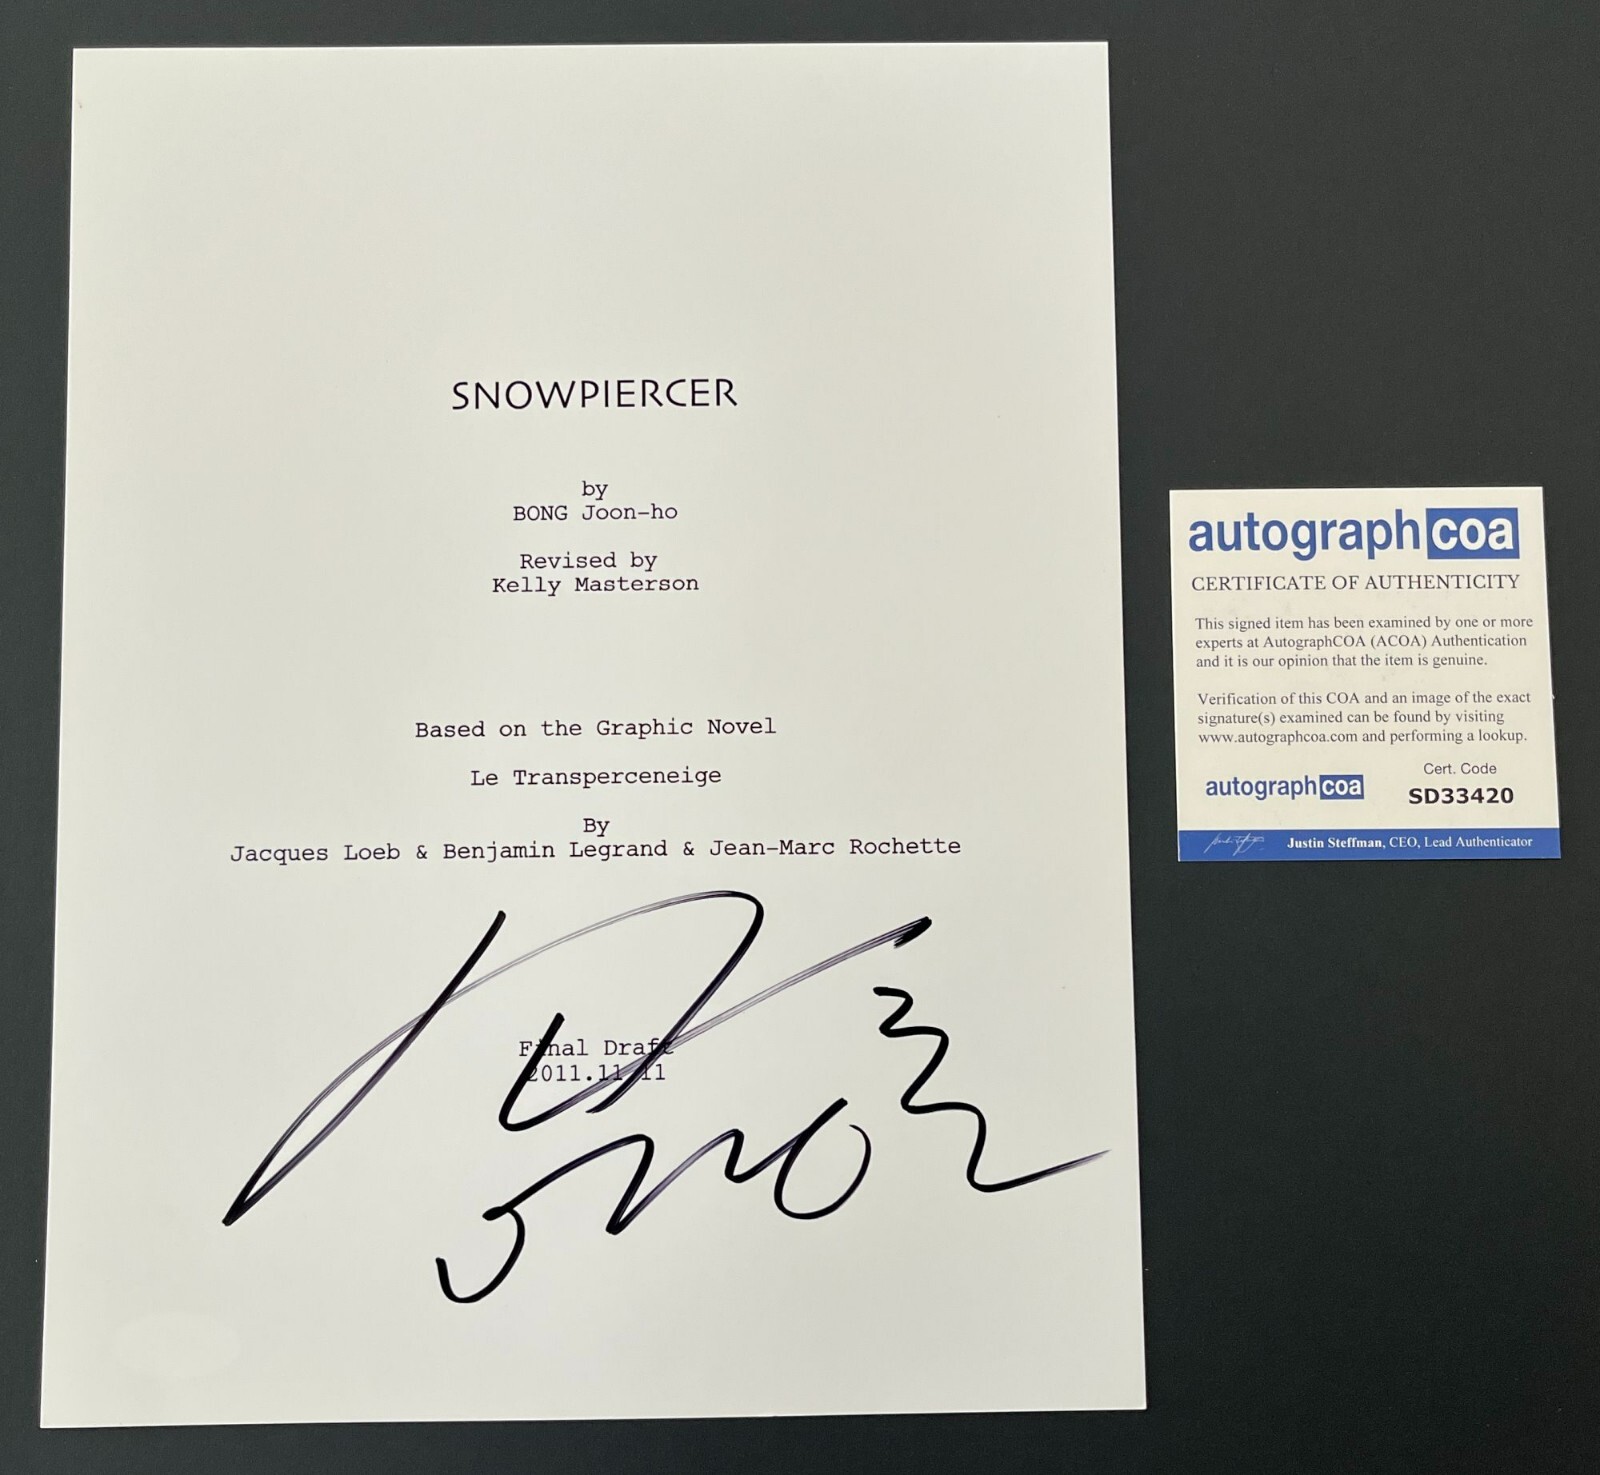 SNOWPIERCER
by
BONG Joon-ho
Revised by
Kelly Masterson
Based on the Graphic Novel
Le Transperceneige
By
Jacques Loeb & Benjamin Legrand & Jean-Marc Rochette
Final Draft
2011.11.11
autographcoa
CERTIFICATE OF AUTHENTICITY
This signed item has been examined by one or more
experts at AutographCOA (ACOA) Authentication
and it is our opinion that the item is genuine.
Verification of this COA and an image of the exact
signature(s) examined can be found by visiting
www.autographcoa.com and performing a lookup.
autographcoa
Cert. Code
SD33420
Justin Steffman, CEO, Lead Authenticator